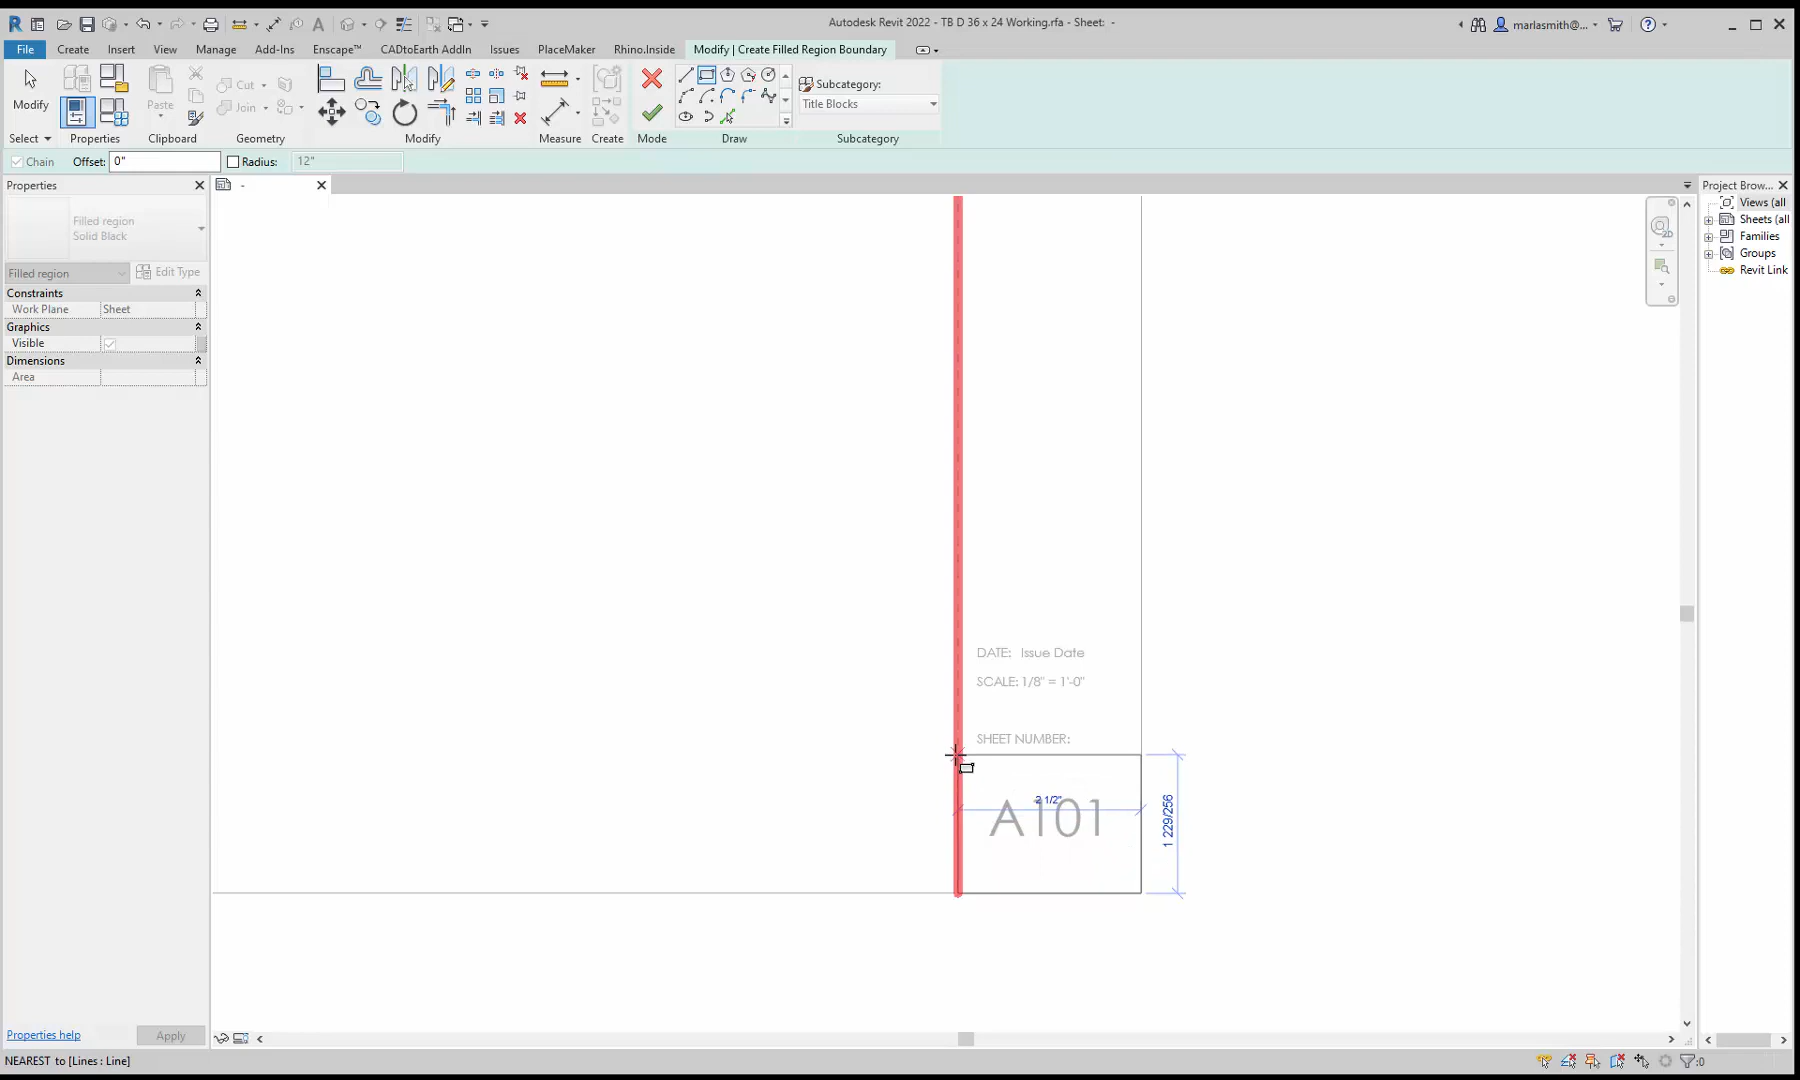 Autodesk Revit 2022 - TB D 36 x 24 Working.rfa - Sheet: -
marlasmith@...
File Create Insert View Manage Add-Ins Enscape™ CADtoEarth AddIn Issues PlaceMaker Rhino.Inside Modify | Create Filled Region Boundary
Modify
Paste
Cut
Join
Create
Subcategory:
Title Blocks
Select Properties Clipboard Geometry Modify Measure Create Mode Draw Subcategory
Chain Offset: 0" Radius: 12"
Properties
-
Project Brow...
Filled region
Solid Black
Filled region
Edit Type
Constraints
Work Plane Sheet
Graphics
Visible
Dimensions
Area
Views (all
Sheets (all
Families
Groups
Revit Link
2D
DATE: Issue Date
SCALE: 1/8" = 1'-0"
SHEET NUMBER:
2 1/2"
A101
1 229/256
Properties help
Apply
NEAREST to [Lines : Line]
:0